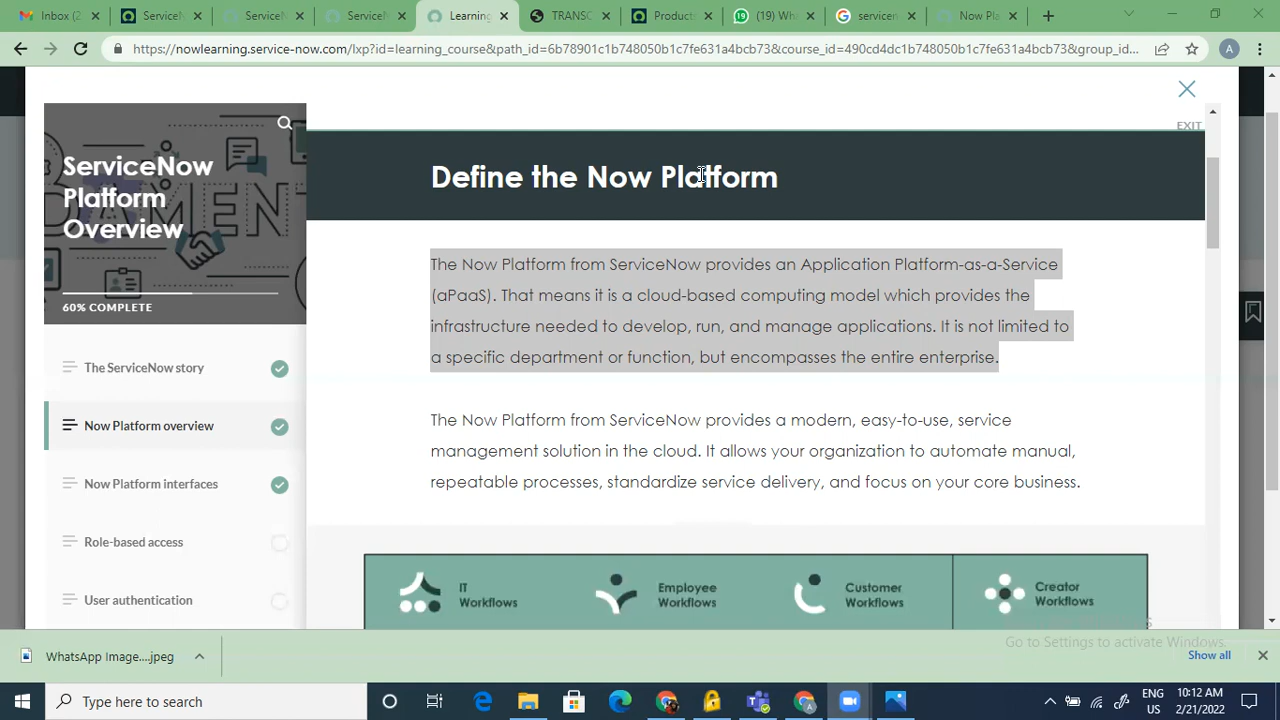 Inbox (2
ServiceN
ServiceN
ServiceN
Learning
TRANSC
Product
(19) Wh
servicen
Now Pla
https://nowlearning.service-now.com/lxp?id=learning_course&path_id=6b78901c1b748050b1c7fe631a4bcb73&course_id=490cd4dc1b748050b1c7fe631a4bcb73&group_id...
A
EXIT
ServiceNow
Platform
Overview
60% COMPLETE
The ServiceNow story
Now Platform overview
Now Platform interfaces
Role-based access
User authentication
Define the Now Platform
The Now Platform from ServiceNow provides an Application Platform-as-a-Service
(aPaaS). That means it is a cloud-based computing model which provides the
infrastructure needed to develop, run, and manage applications. It is not limited to
a specific department or function, but encompasses the entire enterprise.
The Now Platform from ServiceNow provides a modern, easy-to-use, service
management solution in the cloud. It allows your organization to automate manual,
repeatable processes, standardize service delivery, and focus on your core business.
IT
Workflows
Employee
Workflows
Customer
Workflows
Creator
Workflows
Go to Settings to activate Windows.
WhatsApp Image....jpeg
Show all
Type here to search
ENG
US
10:12 AM
2/21/2022